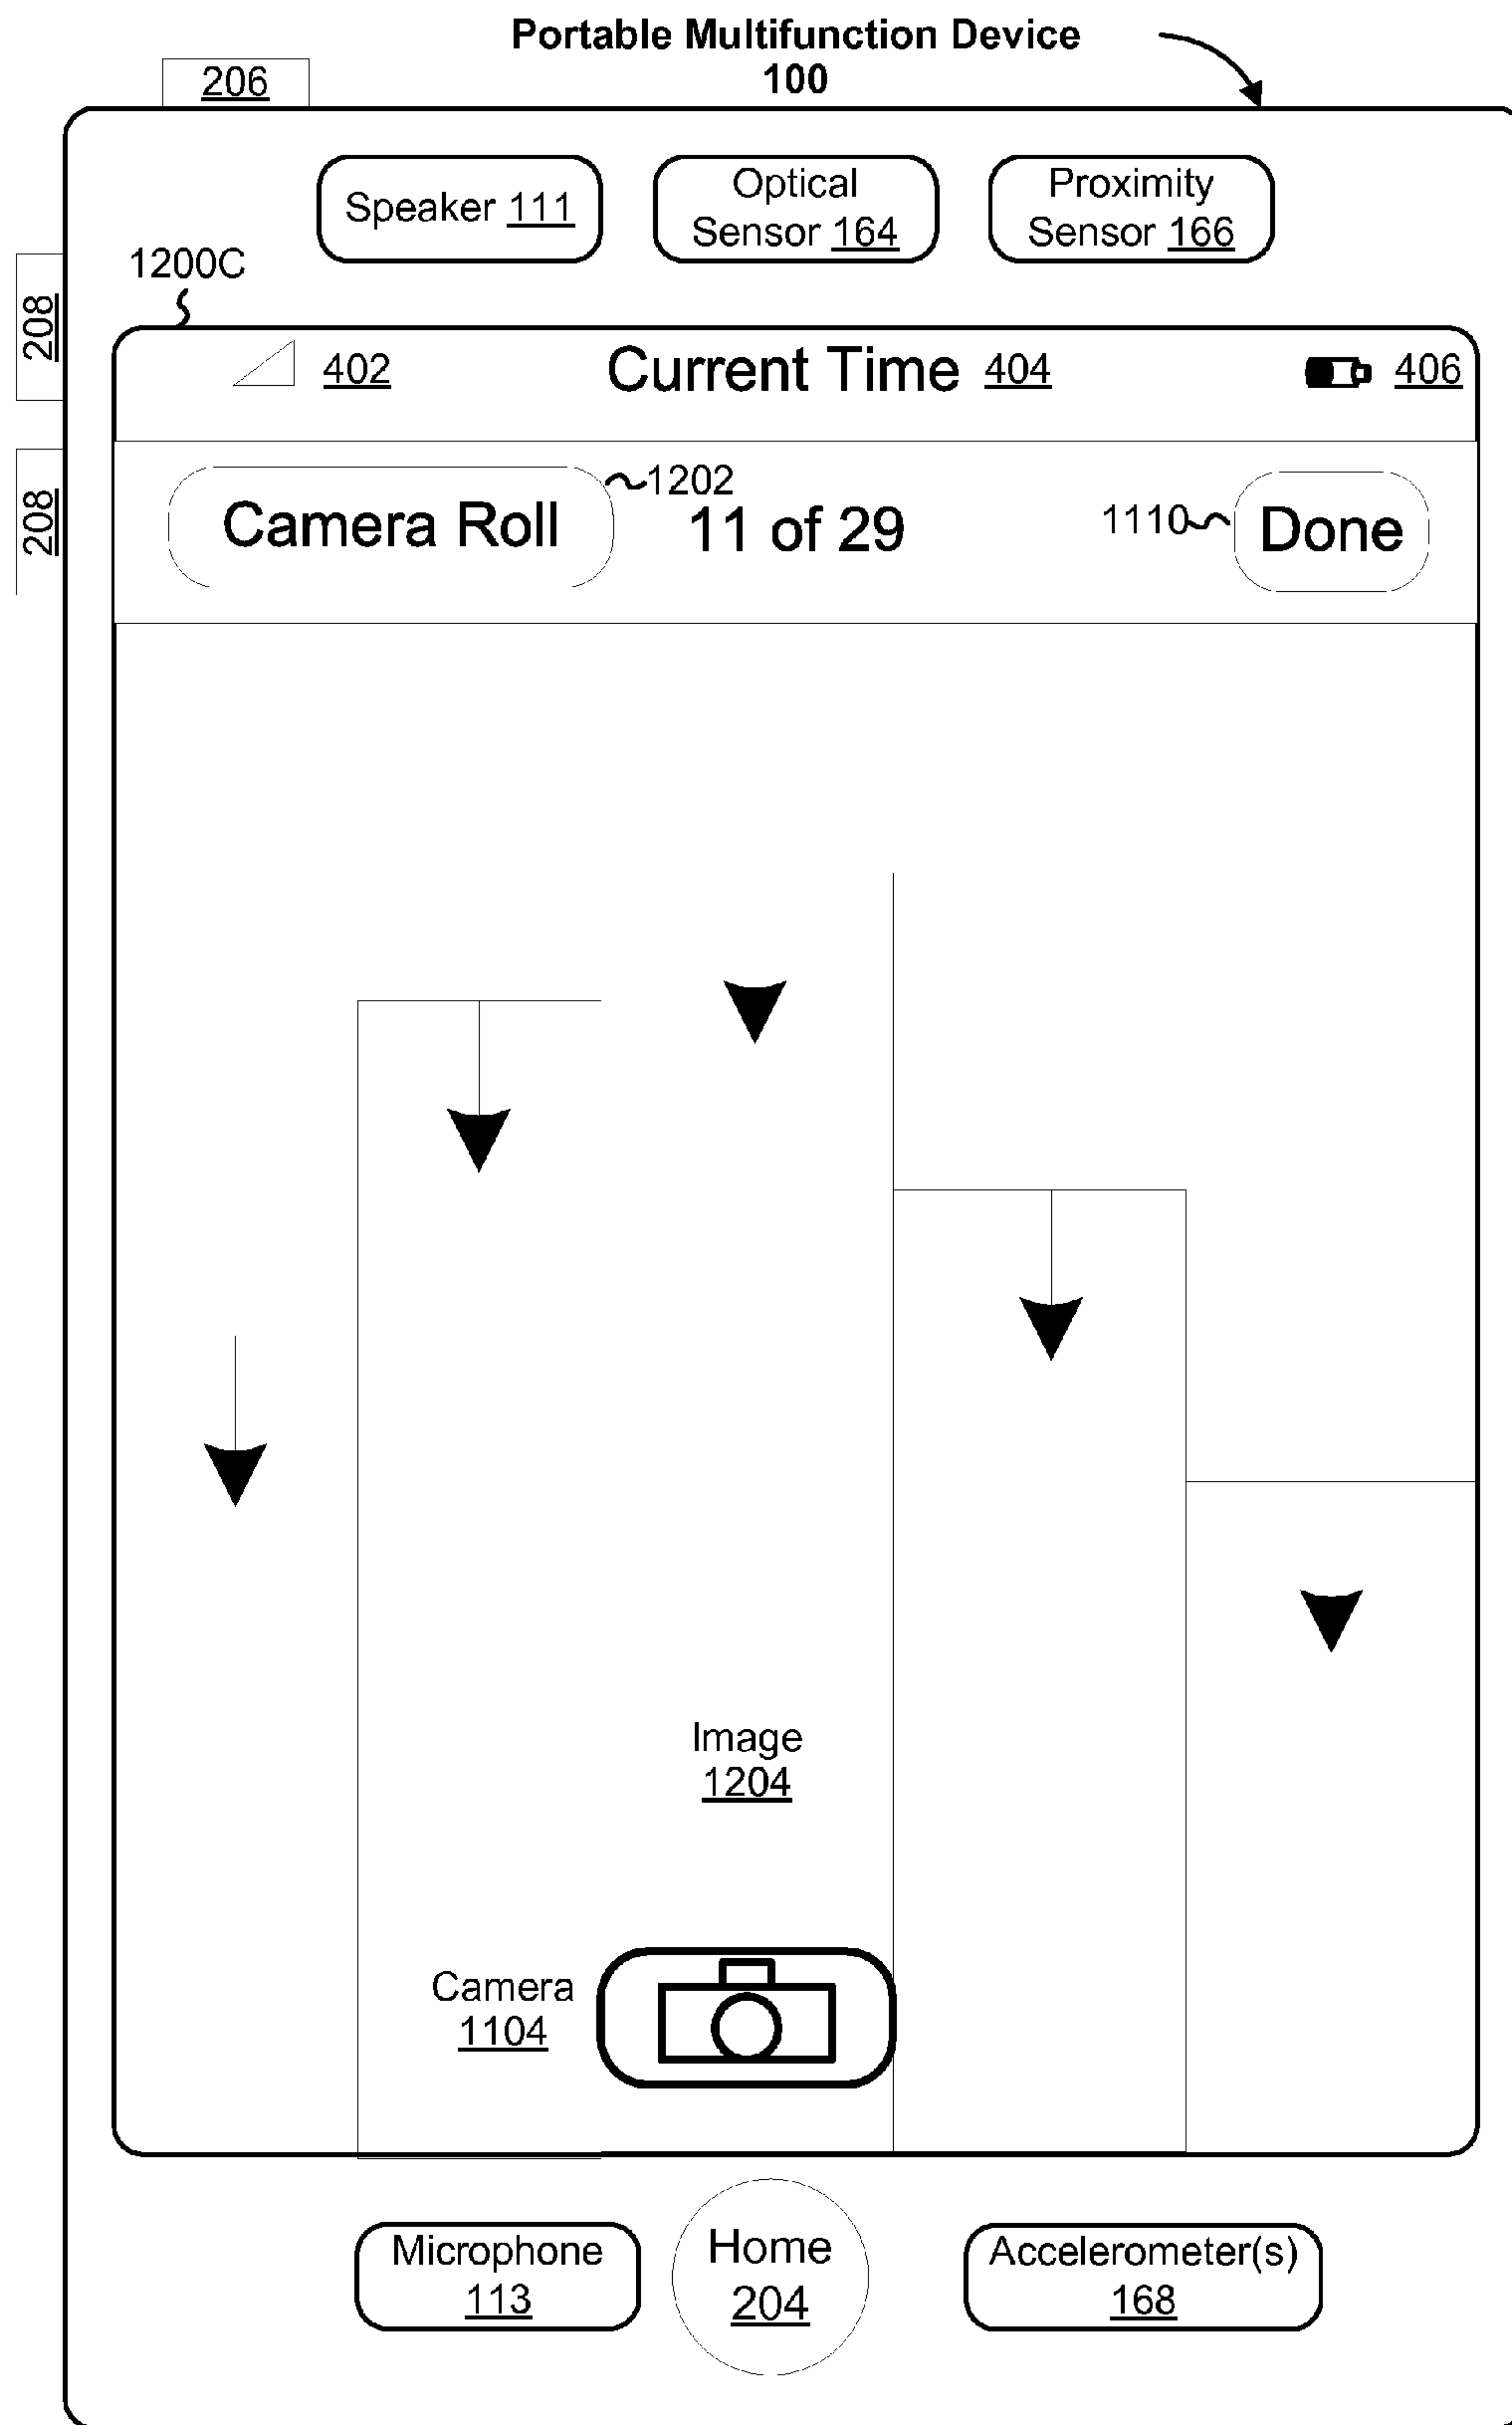 Portable Multifunction Device
100
206
Speaker 111
Optical
Sensor 164
Proximity
Sensor 166
1200C
208
402
Current Time 404
406
208
Camera Roll
1202
11 of 29
1110
Done
Image
1204
Camera
1104
Microphone
113
Home
204
Accelerometer(s)
168